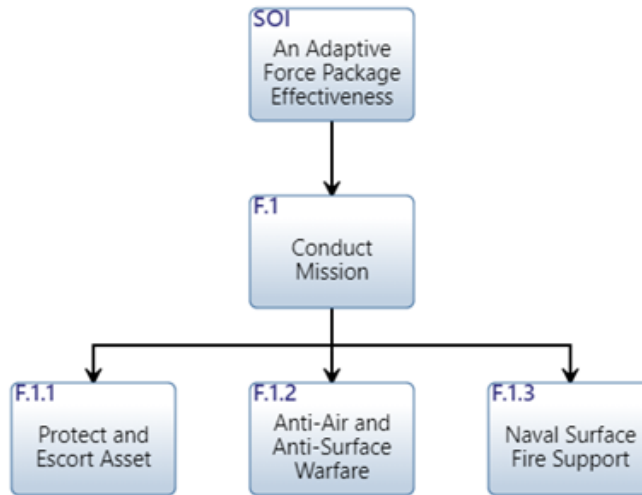 SOI
An Adaptive
Force Package
Effectiveness
F.1
Conduct
Mission
F.1.1
Protect and
Escort Asset
F.1.2
Anti-Air and
Anti-Surface
Warfare
F.1.3
Naval Surface
Fire Support